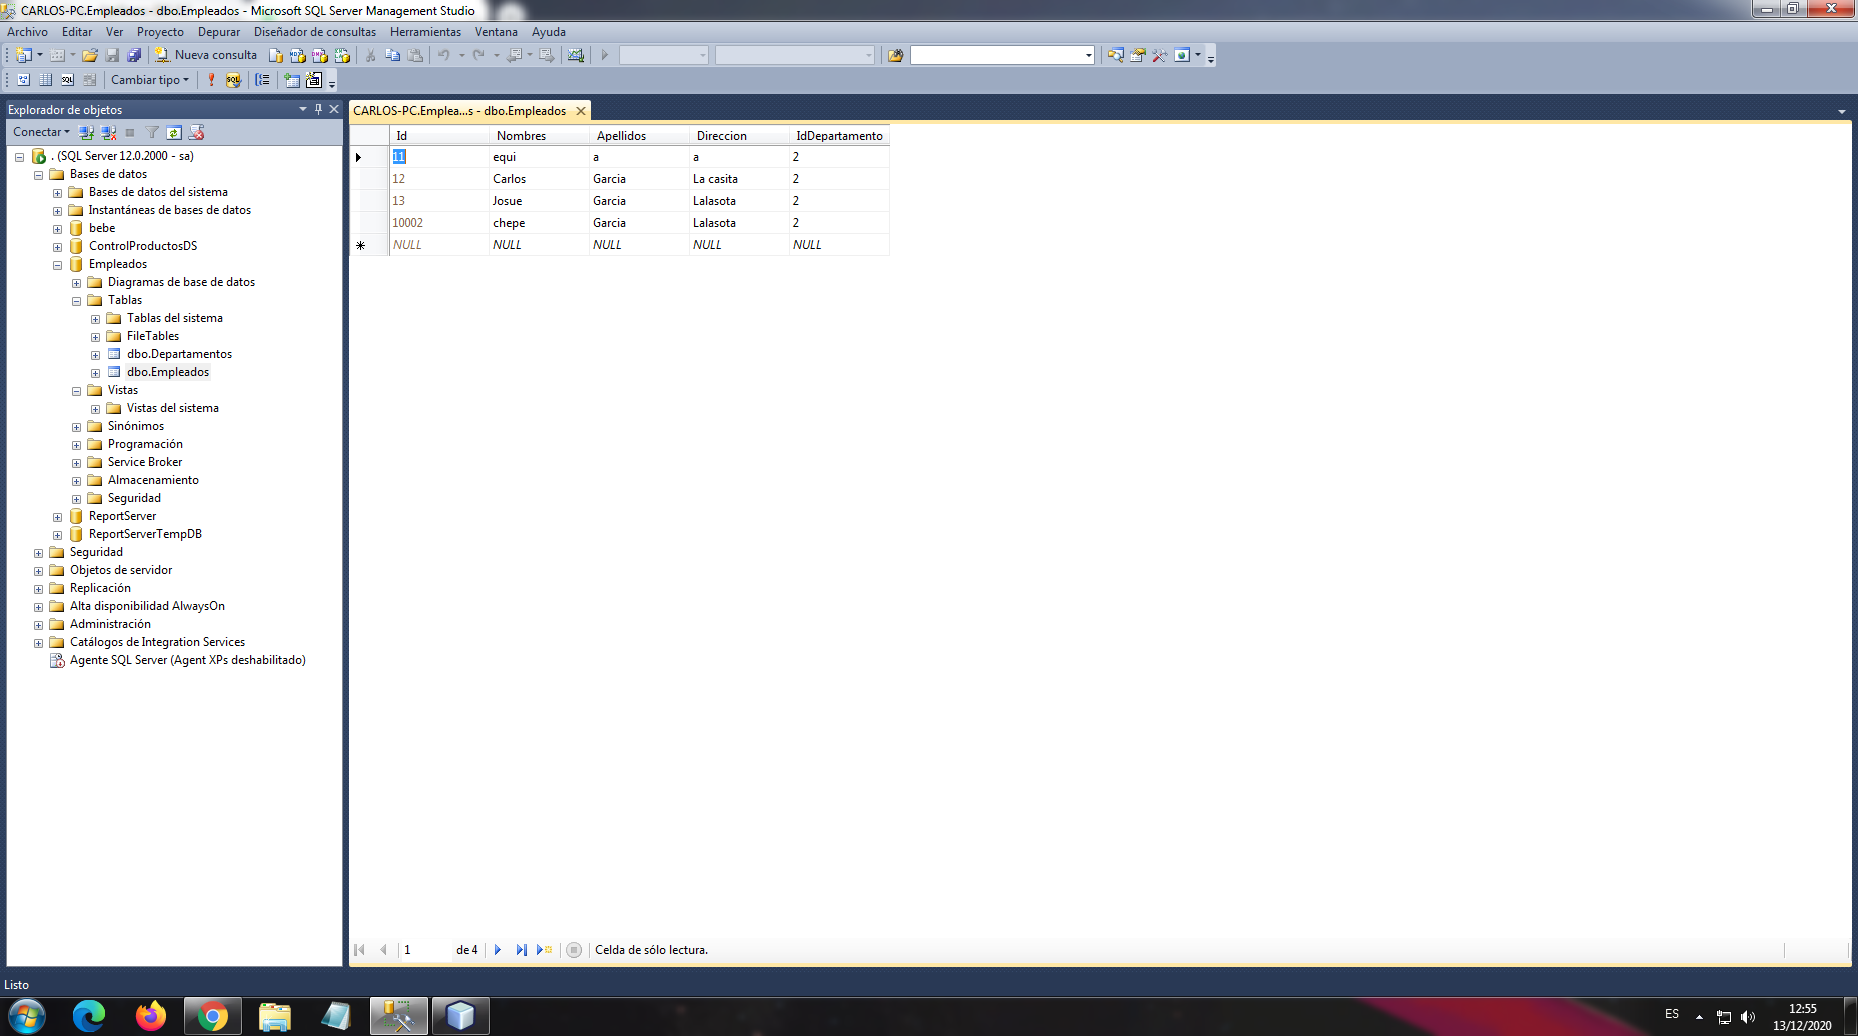 CARLOS-PC.Empleados - dbo.Empleados - Microsoft SQL Server Management Studio
Archivo Editar Ver Proyecto Depurar Diseñador de consultas Herramientas Ventana Ayuda
Nueva consulta
Cambiar tipo
Explorador de objetos
Conectar
. (SQL Server 12.0.2000 - sa)
Bases de datos
Bases de datos del sistema
Instantáneas de bases de datos
bebe
ControlProductosDS
Empleados
Diagramas de base de datos
Tablas
Tablas del sistema
FileTables
dbo.Departamentos
dbo.Empleados
Vistas
Vistas del sistema
Sinónimos
Programación
Service Broker
Almacenamiento
Seguridad
ReportServer
ReportServerTempDB
Seguridad
Objetos de servidor
Replicación
Alta disponibilidad AlwaysOn
Administración
Catálogos de Integration Services
Agente SQL Server (Agent XPs deshabilitado)
CARLOS-PC.Emplea...s - dbo.Empleados
Id Nombres Apellidos Direccion IdDepartamento
11 equi a a 2
12 Carlos Garcia La casita 2
13 Josue Garcia Lalasota 2
10002 chepe Garcia Lalasota 2
NULL NULL NULL NULL NULL
1 de 4 Celda de sólo lectura.
Listo
ES
12:55
13/12/2020